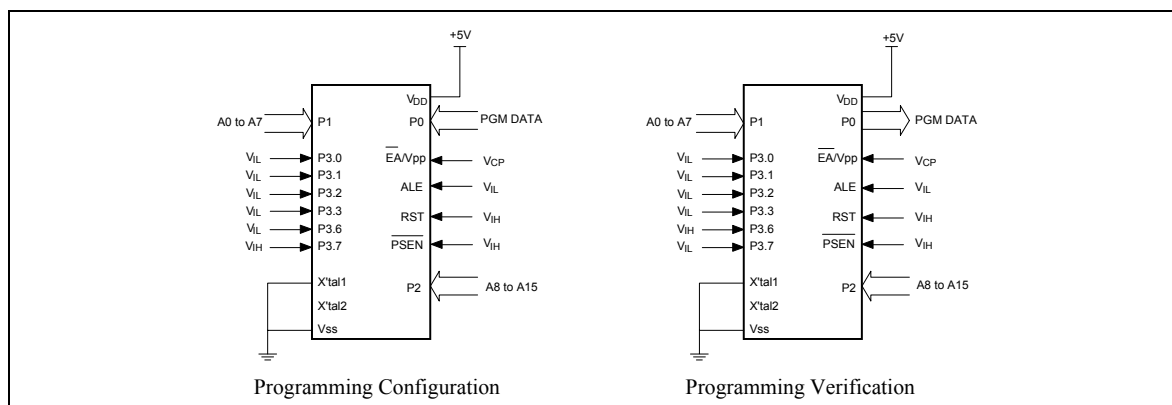 +5V
VDD
A0 to A7
P1
P0
PGM DATA
VIL
P3.0
EA/Vpp
VCP
VIL
P3.1
VIL
P3.2
ALE
VIL
VIL
P3.3
RST
VIH
VIL
P3.6
VIH
P3.7
PSEN
VIH
X'tal1
P2
A8 to A15
X'tal2
Vss
Programming Configuration
+5V
VDD
A0 to A7
P1
P0
PGM DATA
VIL
P3.0
EA/Vpp
VCP
VIL
P3.1
VIL
P3.2
ALE
VIL
VIL
P3.3
RST
VIH
VIH
P3.6
VIL
P3.7
PSEN
VIH
X'tal1
P2
A8 to A15
X'tal2
Vss
Programming Verification